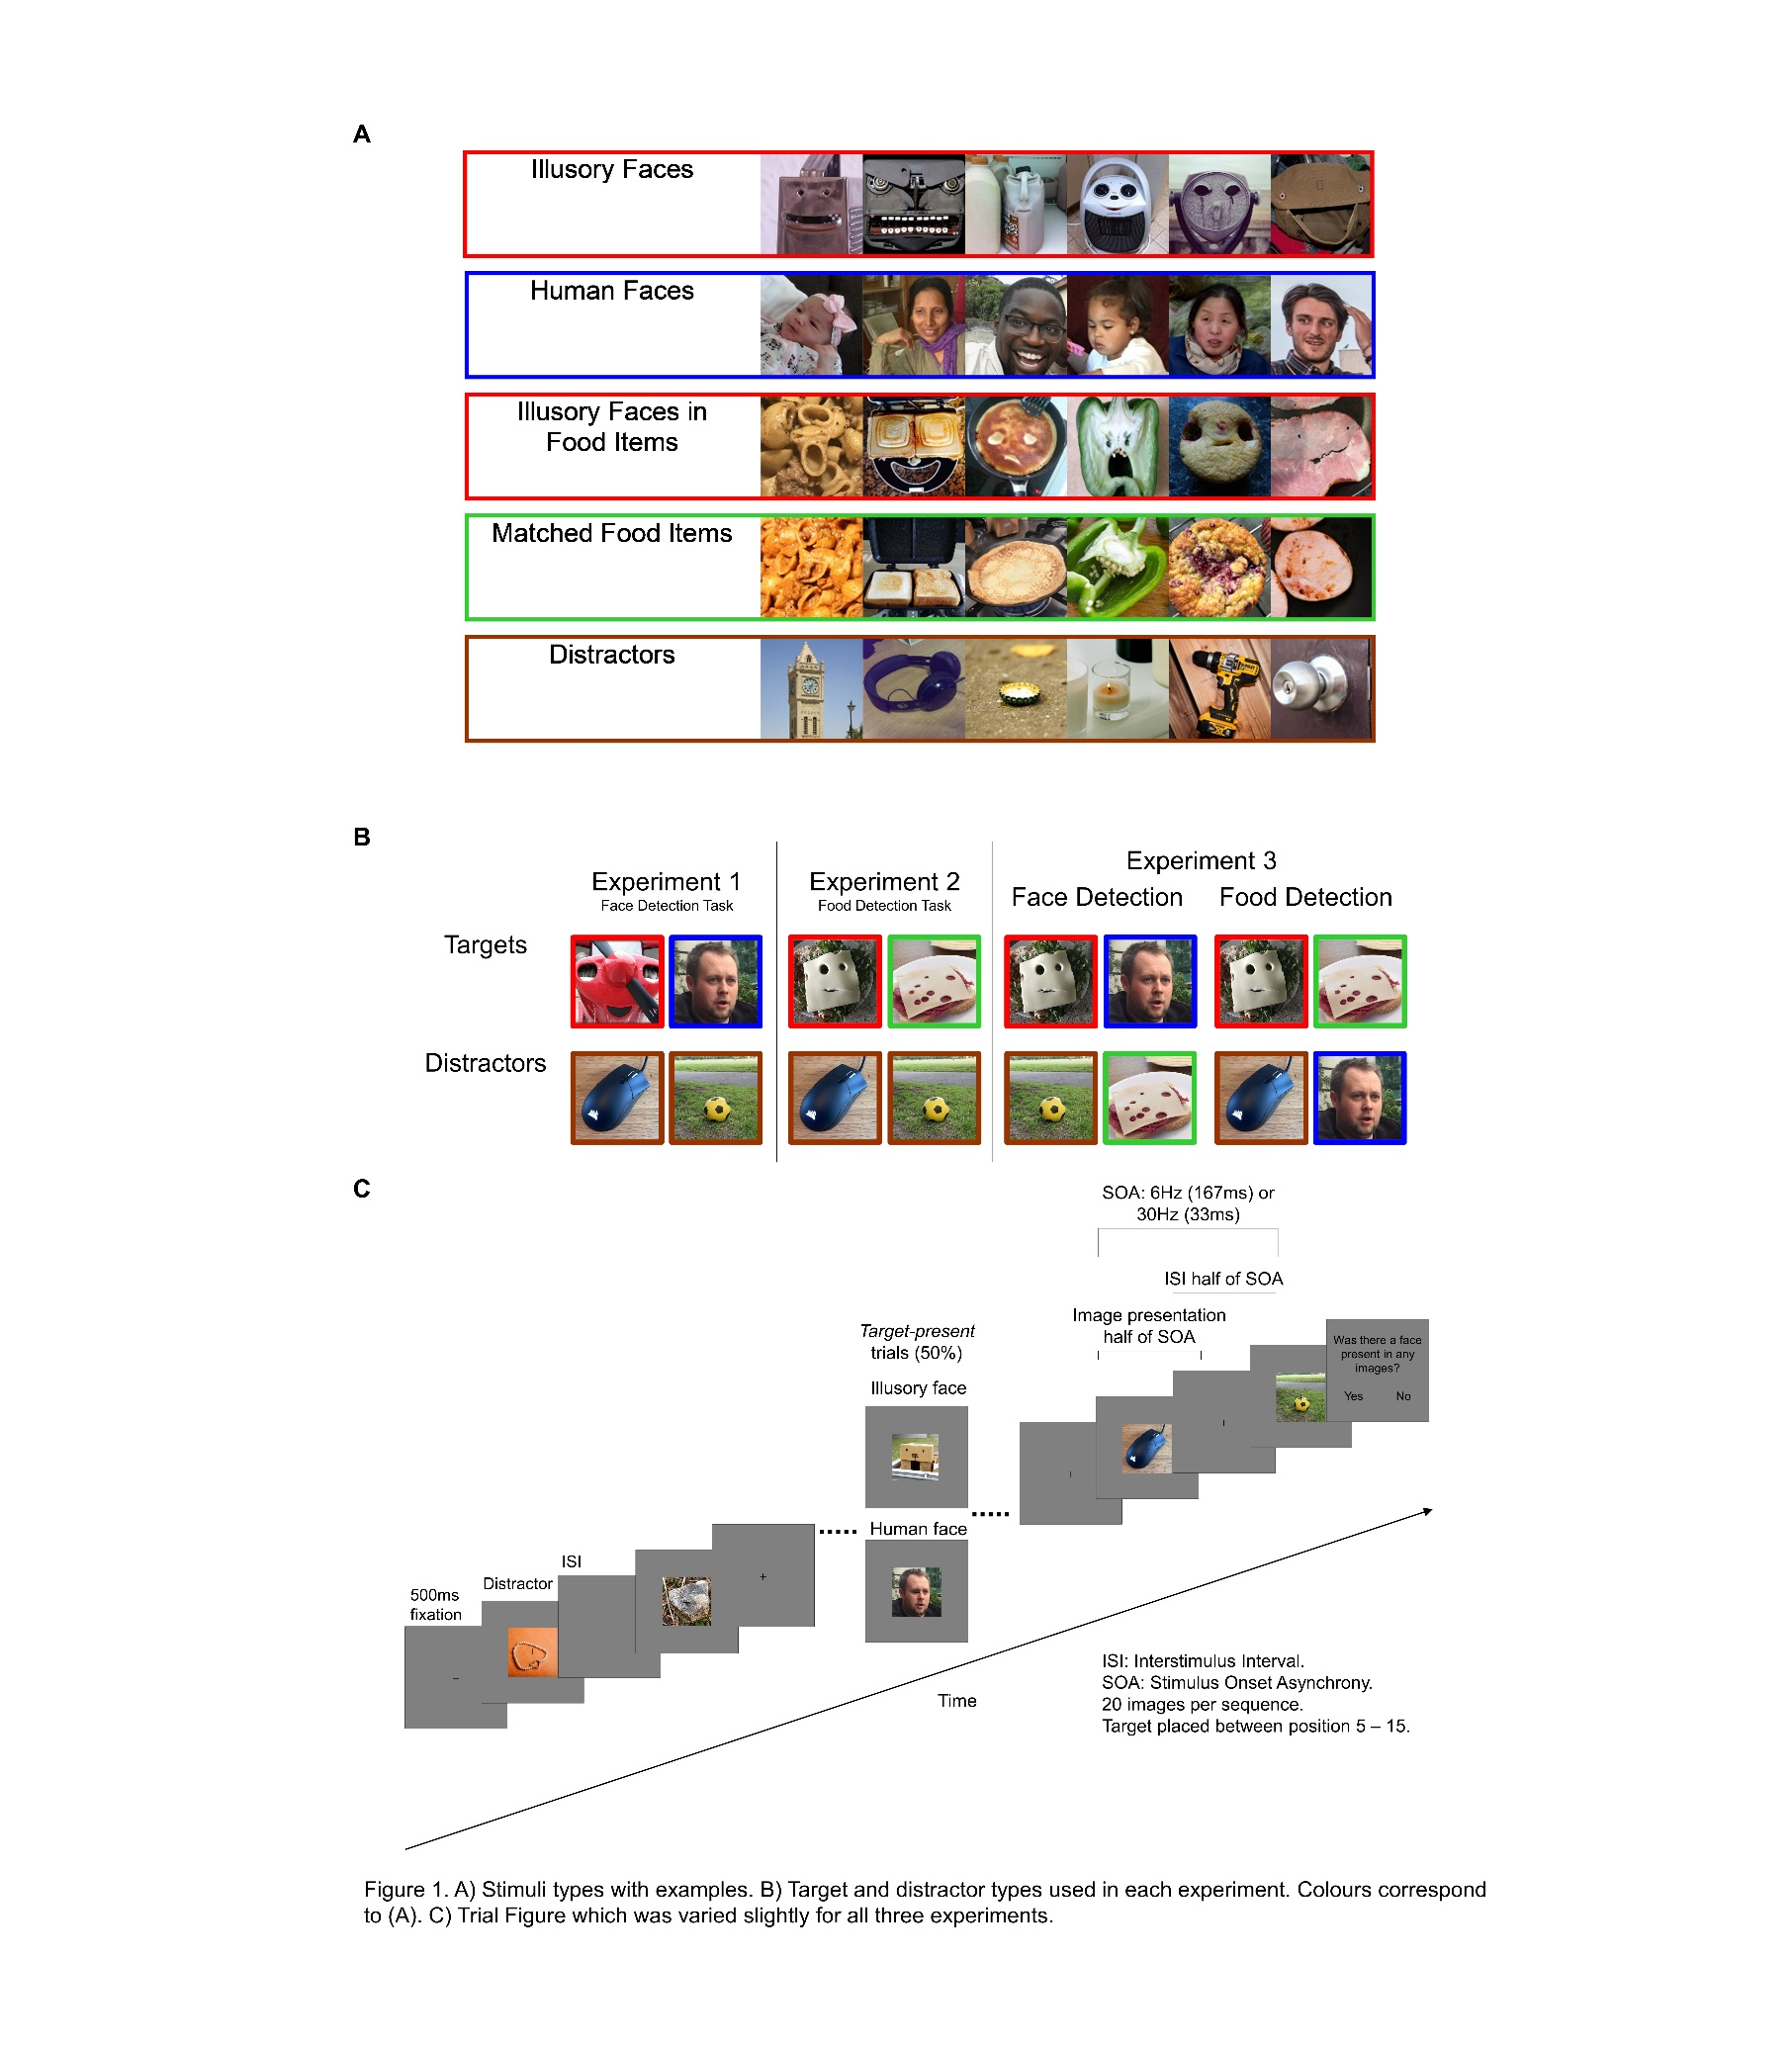 A
Illusory Faces
Human Faces
Illusory Faces in
Food Items
Matched Food Items
Distractors
B
Experiment 1
Face Detection Task
Experiment 2
Food Detection Task
Experiment 3
Face Detection
Food Detection
Targets
Distractors
C
SOA: 6Hz (167ms) or
30Hz (33ms)
ISI half of SOA
Image presentation
half of SOA
Target-present
trials (50%)
Illusory face
Human face
Was there a face
present in any
images?
Yes No
ISI
Distractor
500ms
fixation
Time
ISI: Interstimulus Interval.
SOA: Stimulus Onset Asynchrony.
20 images per sequence.
Target placed between position 5 – 15.
Figure 1. A) Stimuli types with examples. B) Target and distractor types used in each experiment. Colours correspond
to (A). C) Trial Figure which was varied slightly for all three experiments.